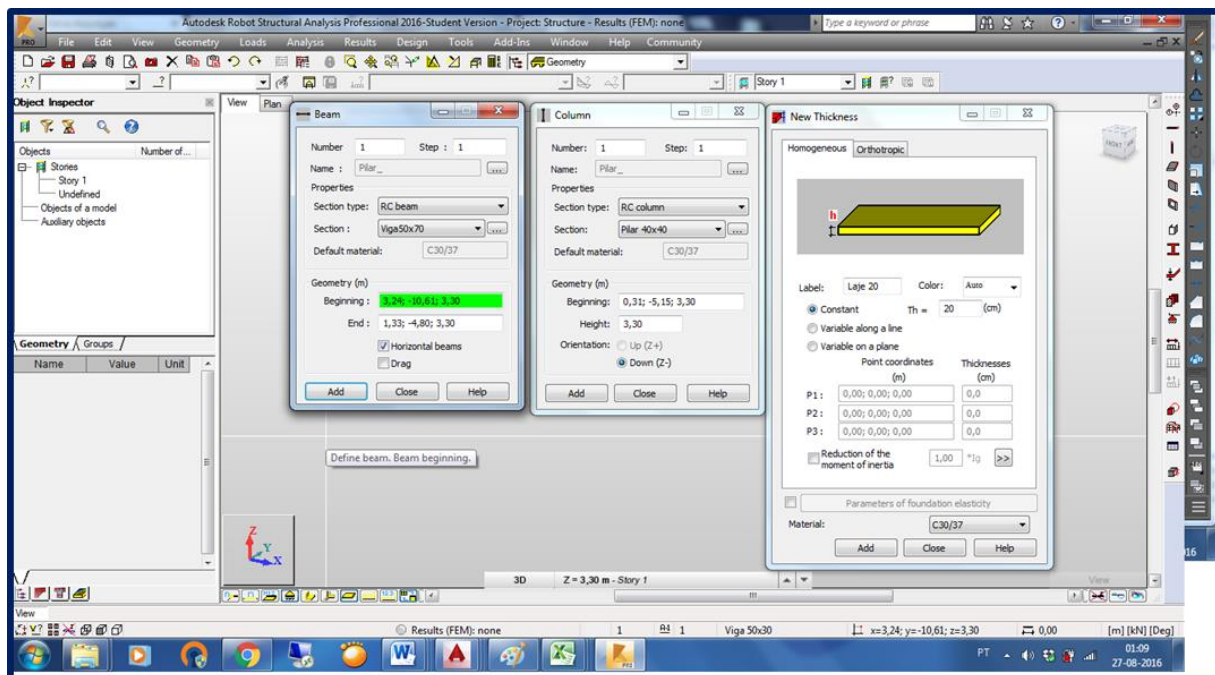 Autodesk Robot Structural Analysis Professional 2016-Student Version - Project: Structure - Results (FEM): none
Type a keyword or phrase
PRO
File Edit View Geometry Loads Analysis Results Design Tools Add-Ins Window Help Community
Geometry
Story 1
Object Inspector
Objects Number of...
Stories
Story 1
Undefined
Objects of a model
Auxiliary objects
Geometry Groups
Name Value Unit
View Plan
Beam
Number 1 Step : 1
Name : Pilar_
Properties
Section type: RC beam
Section : Viga50x70
Default material: C30/37
Geometry (m)
Beginning : 3,24; -10,61; 3,30
End : 1,33; -4,80; 3,30
Horizontal beams
Drag
Add Close Help
Define beam. Beam beginning.
Column
Number: 1 Step: 1
Name: Pilar_
Properties
Section type: RC column
Section: Pilar 40x40
Default material: C30/37
Geometry (m)
Beginning: 0,31; -5,15; 3,30
Height: 3,30
Orientation: Up (Z+)
Down (Z-)
Add Close Help
New Thickness
Homogeneous Orthotropic
h
Label: Laje 20 Color: Auto
Constant Th = 20 (cm)
Variable along a line
Variable on a plane
Point coordinates Thicknesses
(m) (cm)
P1 : 0,00; 0,00; 0,00 0,0
P2 : 0,00; 0,00; 0,00 0,0
P3 : 0,00; 0,00; 0,00 0,0
Reduction of the moment of inertia 1,00 *Ig >>
Parameters of foundation elasticity
Material: C30/37
Add Close Help
Z
Y
X
3D Z = 3,30 m - Story 1
View
View
Results (FEM): none 1 1 Viga 50x30 x=3,24; y=-10,61; z=3,30 0,00 [m] [kN] [Deg]
PT 01:09
27-08-2016
16